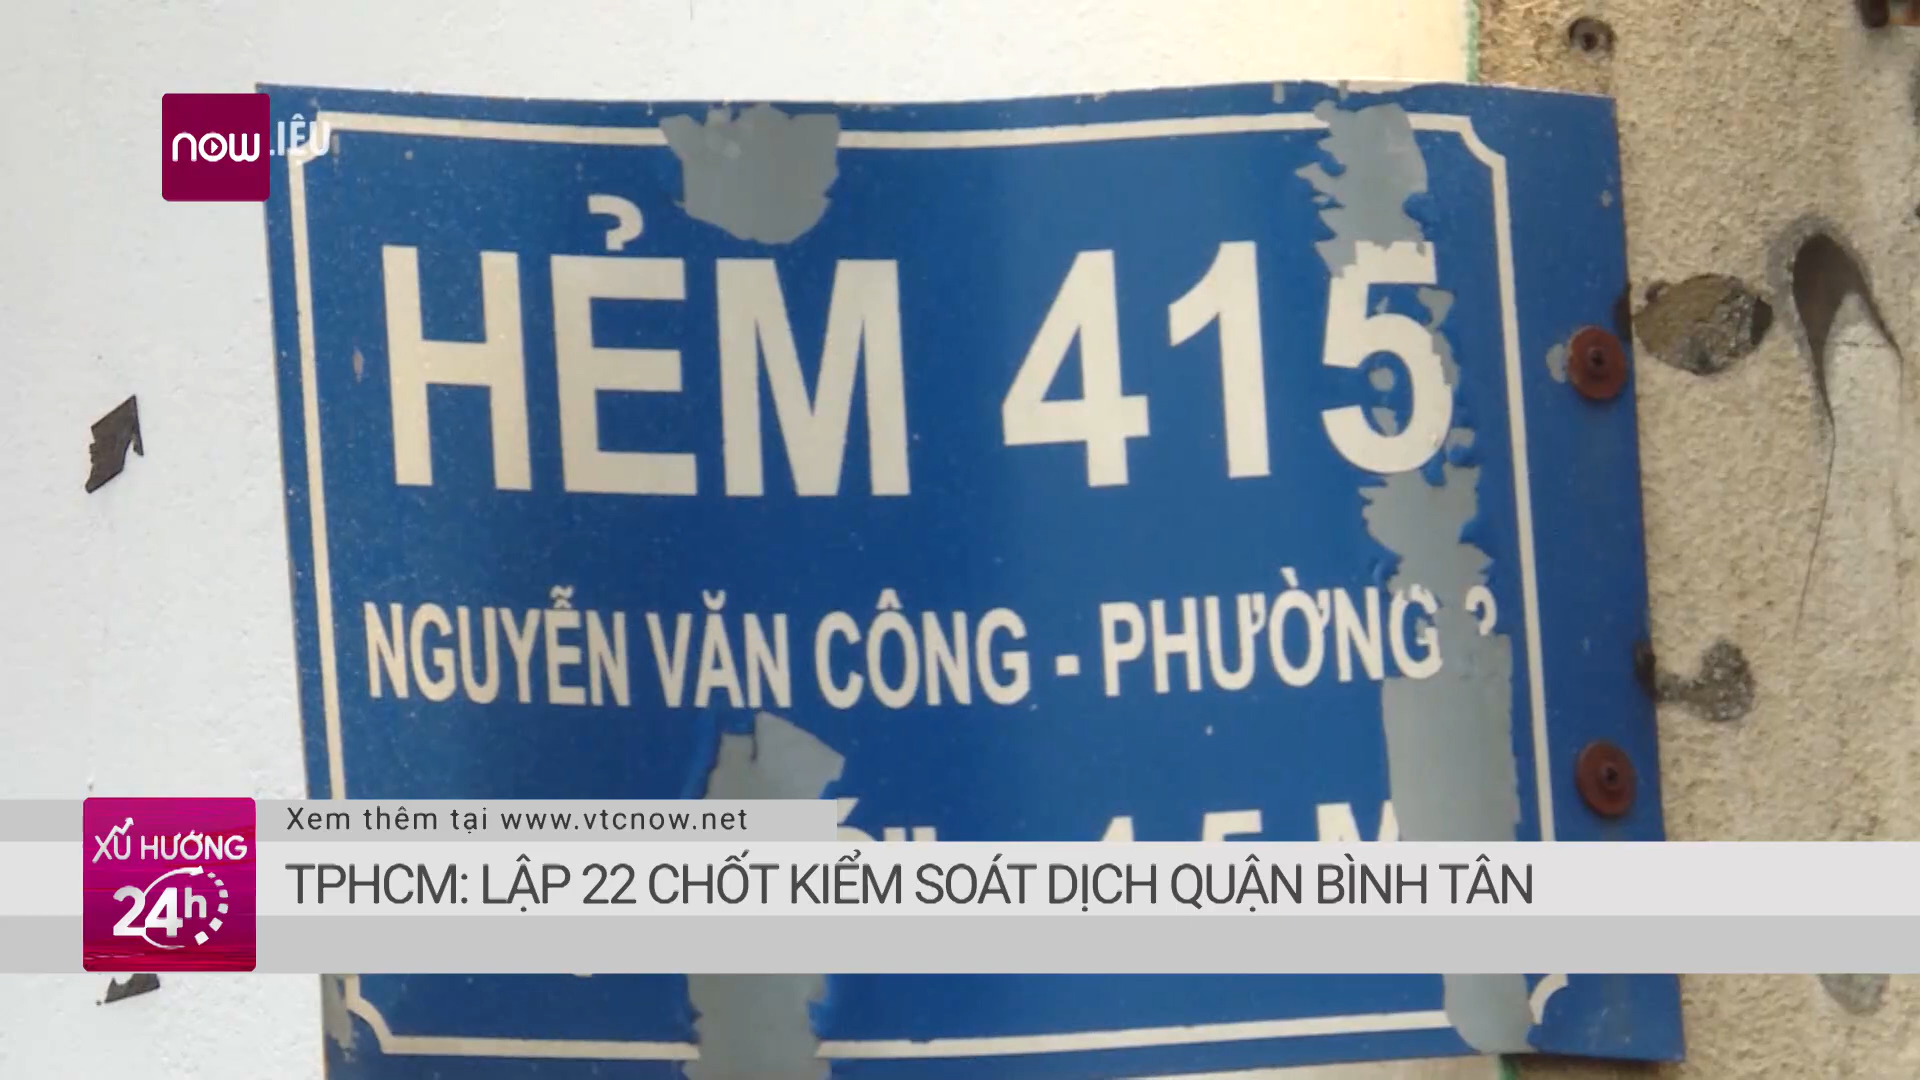 now
.IỆU
HẺM 415
NGUYỄN VĂN CÔNG - PHƯỜNG
Xem thêm tại www.vtcnow.net
XU HƯỚNG
24h
TPHCM: LẬP 22 CHỐT KIỂM SOÁT DỊCH QUẬN BÌNH TÂN